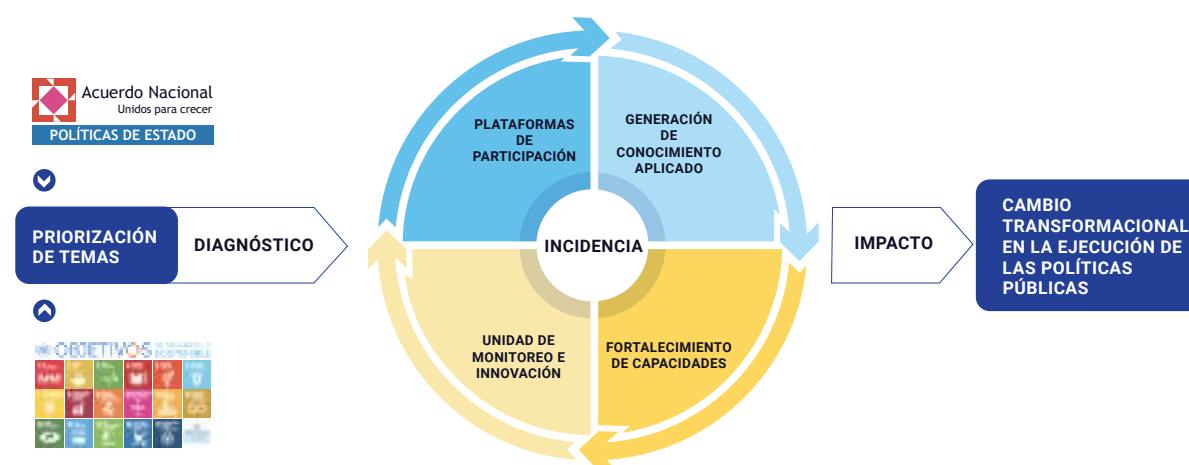 Acuerdo Nacional
Unidos para crecer
POLÍTICAS DE ESTADO
PRIORIZACIÓN
DE TEMAS
DIAGNÓSTICO
OBJETIVOS
PLATAFORMAS
DE
PARTICIPACIÓN
GENERACIÓN
DE
CONOCIMIENTO
APLICADO
INCIDENCIA
UNIDAD DE
MONITOREO E
INNOVACIÓN
FORTALECIMIENTO
DE CAPACIDADES
IMPACTO
CAMBIO
TRANSFORMACIONAL
EN LA EJECUCIÓN DE
LAS POLÍTICAS
PÚBLICAS